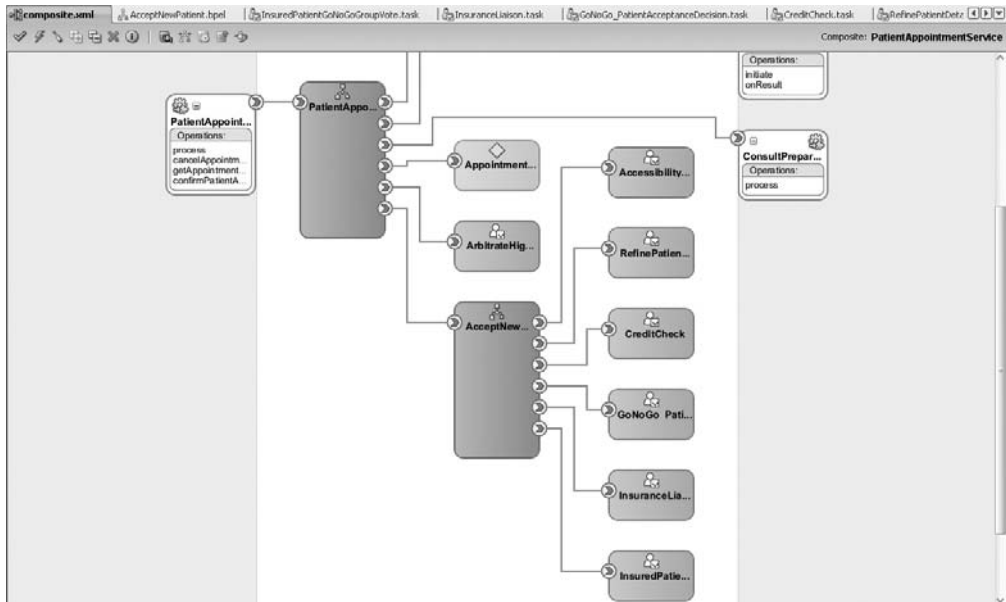 composite.xml
AcceptNewPatient.bpel
InsuredPatientGoNoGoGroupVote.task
InsuranceLiaison.task
GoNoGo_PatientAcceptanceDecision.task
CreditCheck.task
RefinePatientDeta
Composite: PatientAppointmentService
Operations:
initiate
onResult
PatientAppoint...
Operations:
process
cancelAppointm...
getAppointment...
confirmPatientA...
PatientAppo...
ConsultPrepar...
Operations:
process
Appointment...
Accessibility...
ArbitrateHig...
RefinePatien...
AcceptNew...
CreditCheck
GoNoGo Pati...
InsuranceLia...
InsuredPatie...